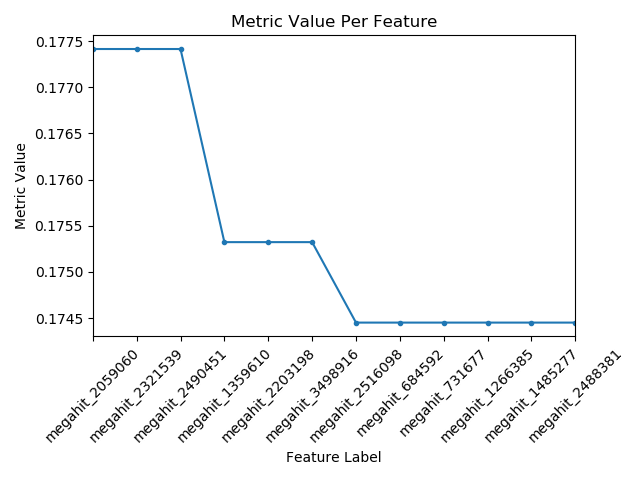 Metric Value Per Feature
0.1775
0.1770
0.1765
0.1760
0.1755
0.1750
0.1745
Metric Value
megahit_2059060
megahit_2321539
megahit_2490451
megahit_1359610
megahit_2203198
megahit_3498916
megahit_2516098
megahit_684592
megahit_731677
megahit_1266385
megahit_1485277
megahit_2488381
Feature Label